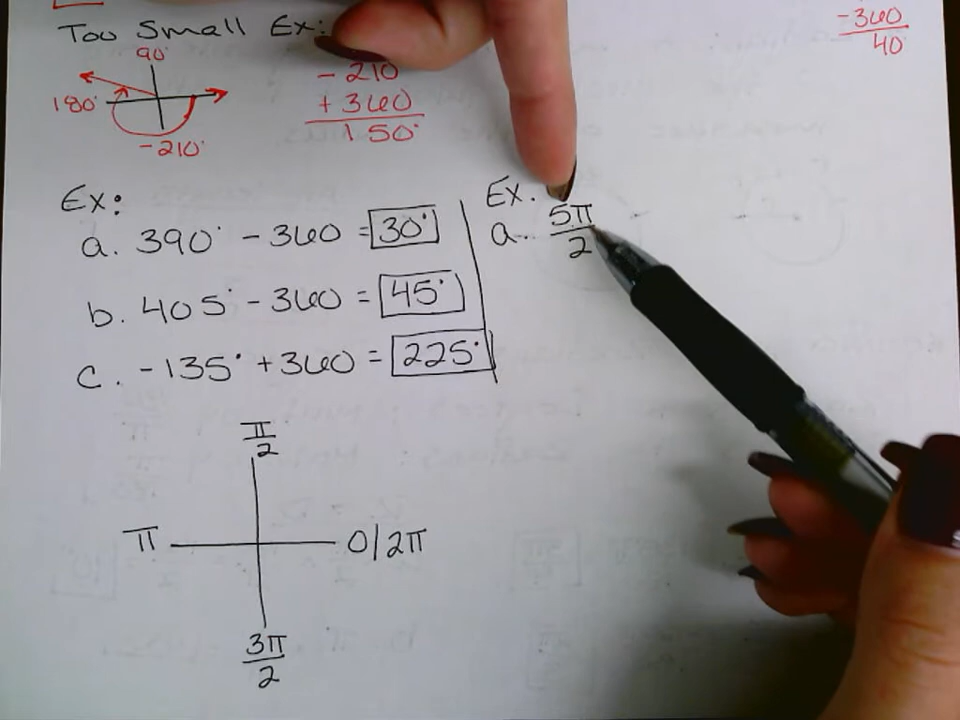 Too Small Ex:
-360
40
90°
180°
-210°
-210
+360
150°
Ex:
a. 390° - 360 = 30°
b. 405° - 360 = 45°
c. -135° + 360 = 225°
Ex.
a. 5π/2
π/2
π
0/2π
3π/2